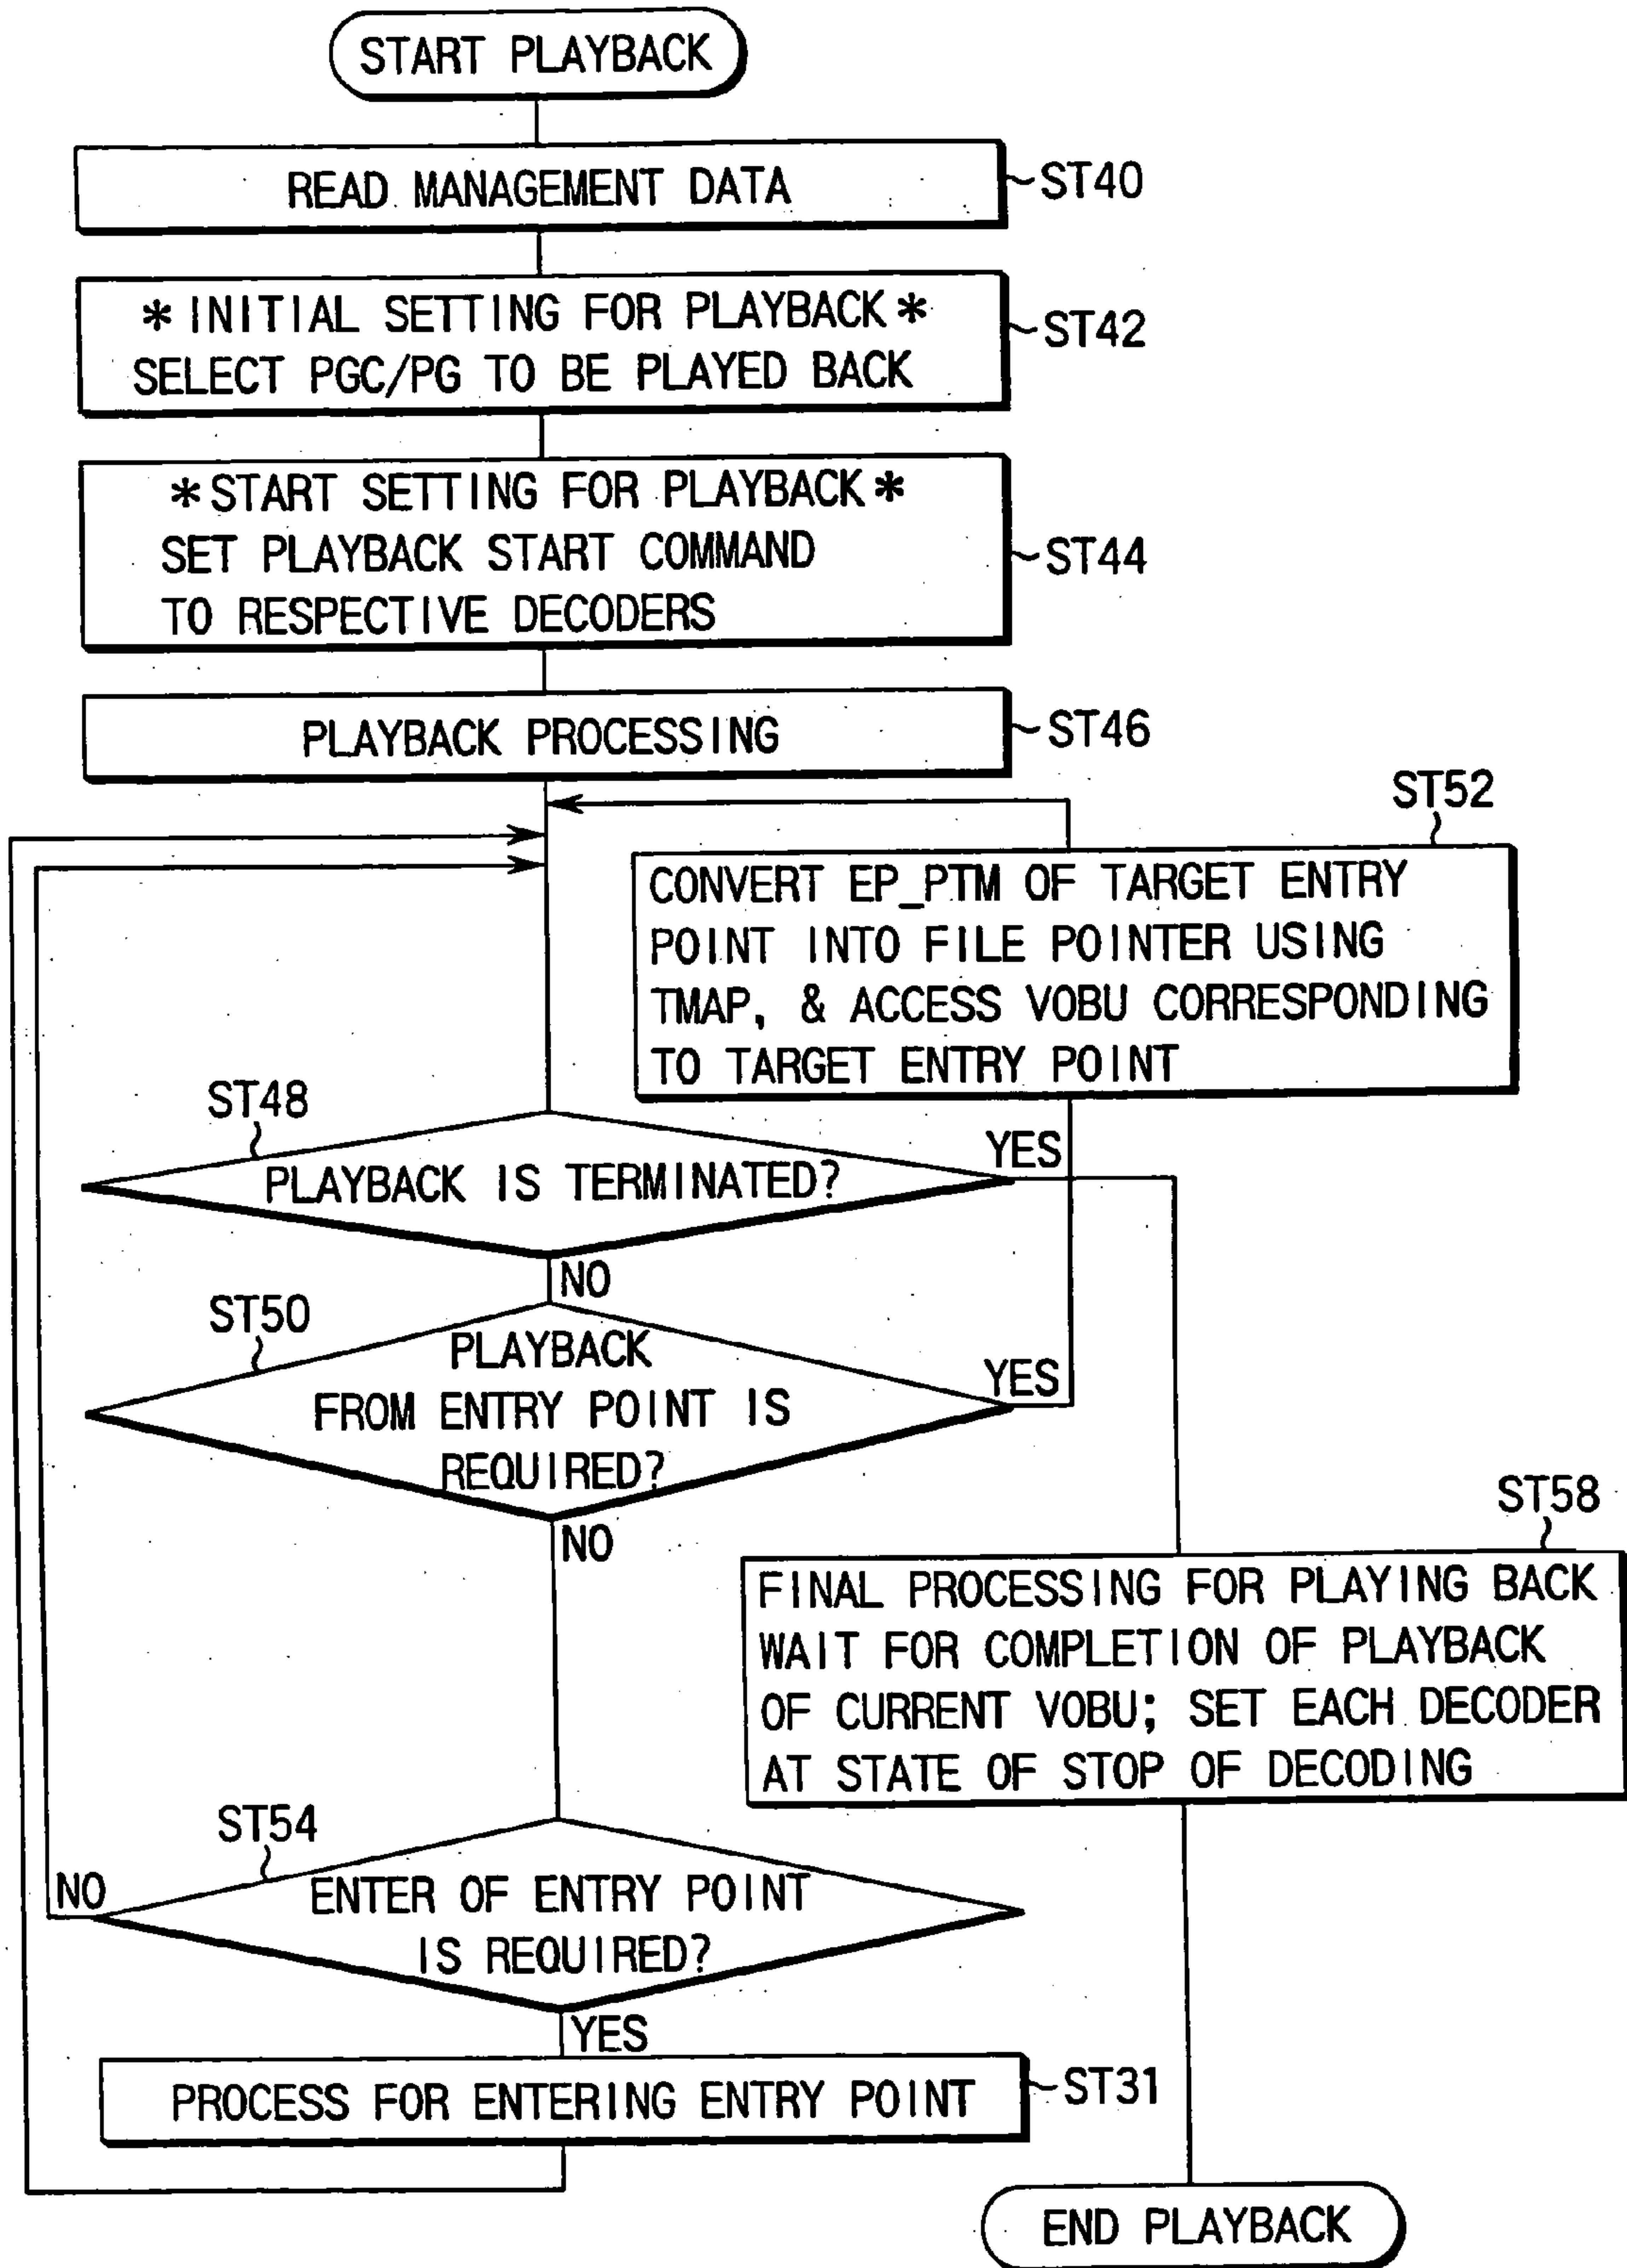 START PLAYBACK
READ MANAGEMENT DATA
ST40
* INITIAL SETTING FOR PLAYBACK *
SELECT PGC/PG TO BE PLAYED BACK
ST42
* START SETTING FOR PLAYBACK *
SET PLAYBACK START COMMAND
TO RESPECTIVE DECODERS
ST44
PLAYBACK PROCESSING
ST46
ST52
CONVERT EP_PTM OF TARGET ENTRY
POINT INTO FILE POINTER USING
TMAP, & ACCESS VOBU CORRESPONDING
TO TARGET ENTRY POINT
ST48
PLAYBACK IS TERMINATED?
YES
NO
ST50
PLAYBACK
FROM ENTRY POINT IS
REQUIRED?
YES
NO
ST58
FINAL PROCESSING FOR PLAYING BACK
WAIT FOR COMPLETION OF PLAYBACK
OF CURRENT VOBU; SET EACH DECODER
AT STATE OF STOP OF DECODING
ST54
NO
ENTER OF ENTRY POINT
IS REQUIRED?
YES
PROCESS FOR ENTERING ENTRY POINT
ST31
END PLAYBACK